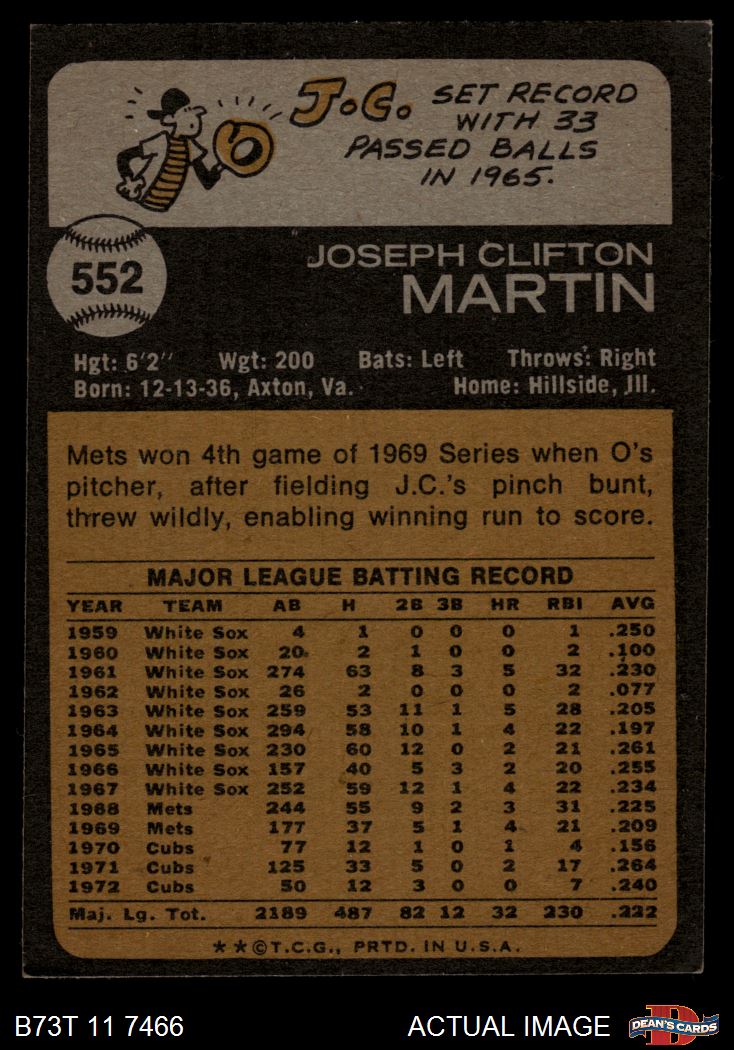 J.C. SET RECORD
WITH 33
PASSED BALLS
IN 1965.
552
JOSEPH CLIFTON
MARTIN
Hgt: 6'2" Wgt: 200 Bats: Left Throws: Right
Born: 12-13-36, Axton, Va. Home: Hillside, Ill.
Mets won 4th game of 1969 Series when O's
pitcher, after fielding J.C.'s pinch bunt,
threw wildly, enabling winning run to score.
MAJOR LEAGUE BATTING RECORD
YEAR TEAM AB H 2B 3B HR RBI AVG
1959 White Sox 4 1 0 0 0 1 .250
1960 White Sox 20 2 1 0 0 2 .100
1961 White Sox 274 63 8 3 5 32 .230
1962 White Sox 26 2 0 0 0 2 .077
1963 White Sox 259 53 11 1 5 28 .205
1964 White Sox 294 58 10 1 4 22 .197
1965 White Sox 230 60 12 0 2 21 .261
1966 White Sox 157 40 5 3 2 20 .255
1967 White Sox 252 59 12 1 4 22 .234
1968 Mets 244 55 9 2 3 31 .225
1969 Mets 177 37 5 1 4 21 .209
1970 Cubs 77 12 1 0 1 4 .156
1971 Cubs 125 33 5 0 2 17 .264
1972 Cubs 50 12 3 0 0 7 .240
Maj. Lg. Tot. 2189 487 82 12 32 230 .222
**©T.C.G., PRTD. IN U.S.A.
B73T 11 7466 ACTUAL IMAGE DEAN'S CARDS